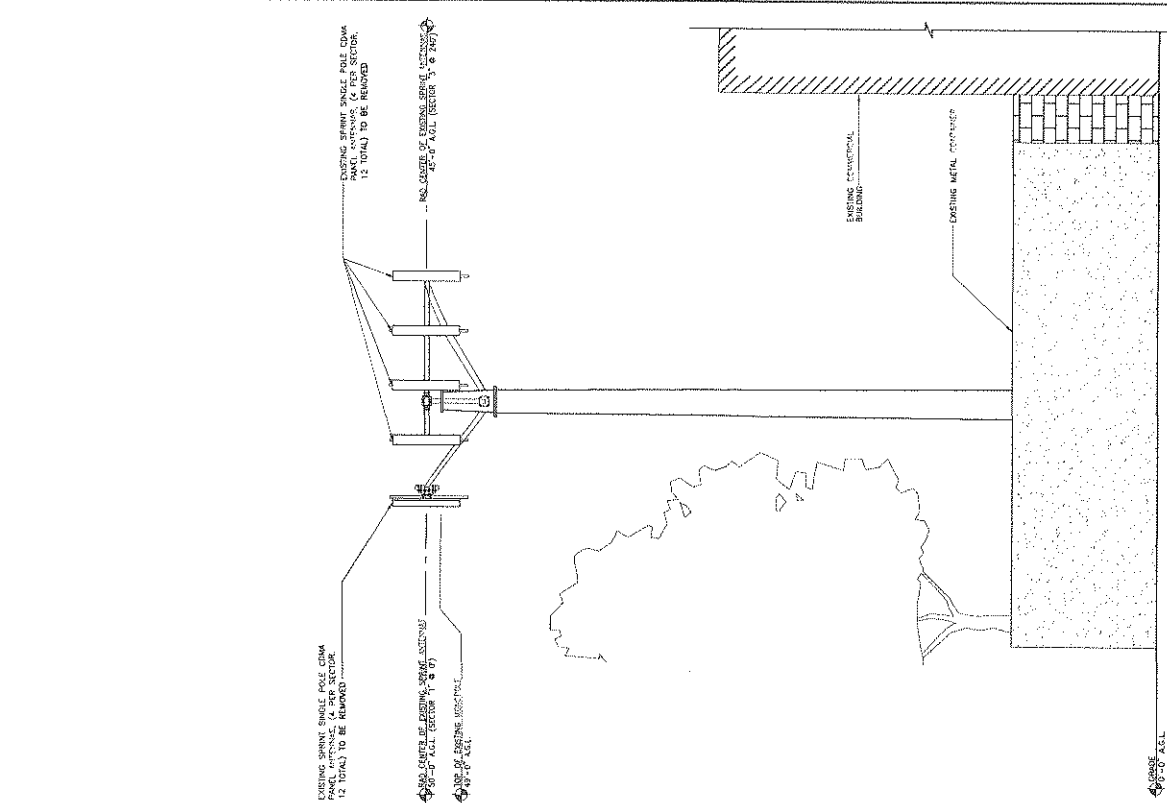 EXISTING SPRINT SINGLE POLE CDMA
PANEL ANTENNAS, (4 PER SECTOR,
12 TOTAL) TO BE REMOVED
RAD CENTER OF EXISTING SPRINT ANTENNAS
50'-0" A.G.L. (SECTOR "1" @ 0°)
TOP OF EXISTING MONOPOLE
49'-0" A.G.L.
GRADE
0'-0" A.G.L.
EXISTING SPRINT SINGLE POLE CDMA
PANEL ANTENNAS, (4 PER SECTOR,
12 TOTAL) TO BE REMOVED
RAD CENTER OF EXISTING SPRINT ANTENNAS
45'-0" A.G.L. (SECTOR "3" @ 240°)
EXISTING COMMERCIAL
BUILDING
EXISTING METAL CONTAINER